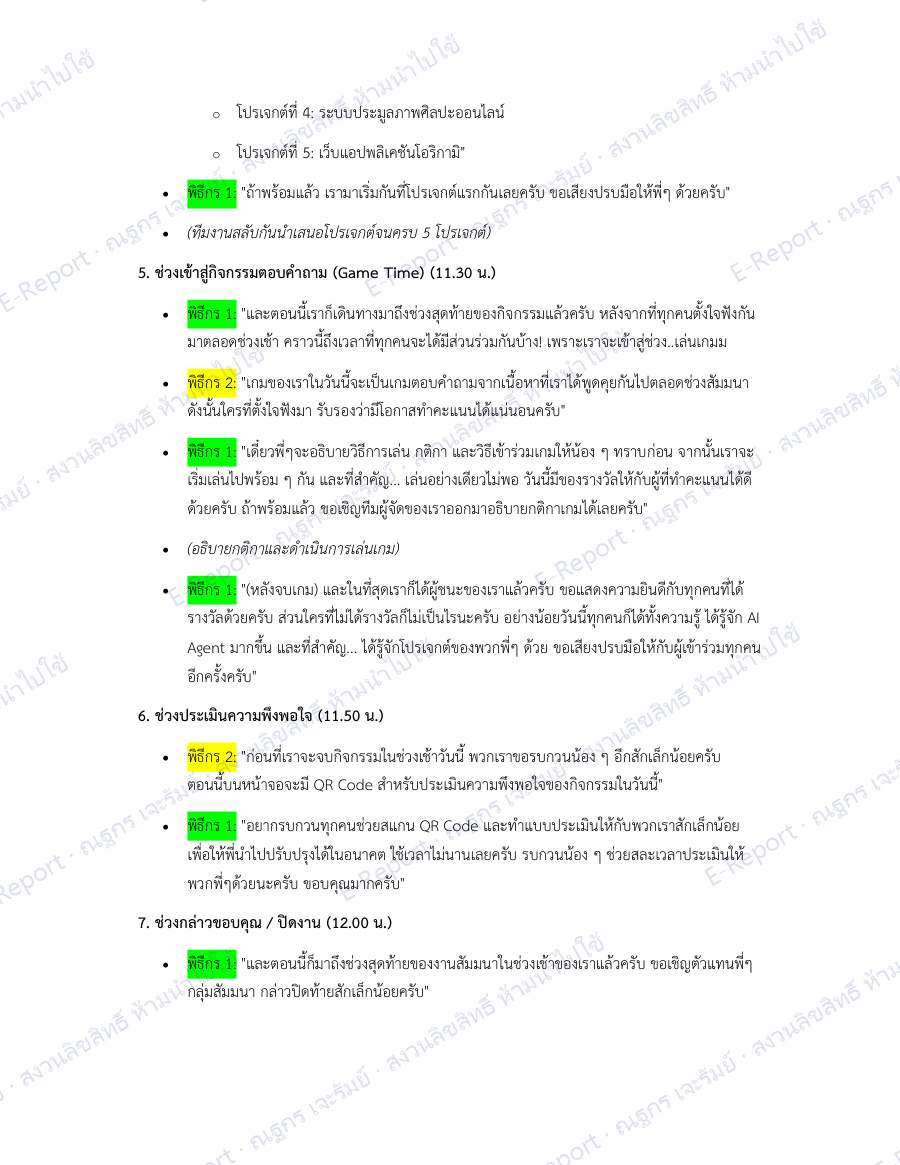 o โปรเจกต์ที่ 4: ระบบประมูลภาพศิลปะออนไลน์
o โปรเจกต์ที่ 5: เว็บแอปพลิเคชันโอริกามิ"
• พิธีกร 1: "ถ้าพร้อมแล้ว เรามาเริ่มกันที่โปรเจกต์แรกกันเลยครับ ขอเสียงปรบมือให้พี่ๆ ด้วยครับ"
• (ทีมงานสลับกันนำเสนอโปรเจกต์จนครบ 5 โปรเจกต์)
5. ช่วงเข้าสู่กิจกรรมตอบคำถาม (Game Time) (11.30 น.)
• พิธีกร 1: "และตอนนี้เราก็เดินทางมาถึงช่วงสุดท้ายของกิจกรรมแล้วครับ หลังจากที่ทุกคนตั้งใจฟังกัน
มาตลอดช่วงเช้า คราวนี้ถึงเวลาที่ทุกคนจะได้มีส่วนร่วมกันบ้าง! เพราะเราจะเข้าสู่ช่วง..เล่นเกมม
• พิธีกร 2: "เกมของเราในวันนี้จะเป็นเกมตอบคำถามจากเนื้อหาที่เราได้พูดคุยกันไปตลอดช่วงสัมมนา
ดังนั้นใครที่ตั้งใจฟังมา รับรองว่ามีโอกาสทำคะแนนได้แน่นอนครับ"
• พิธีกร 1: "เดี๋ยวพี่ๆจะอธิบายวิธีการเล่น กติกา และวิธีเข้าร่วมเกมให้น้อง ๆ ทราบก่อน จากนั้นเราจะ
เริ่มเล่นไปพร้อม ๆ กัน และที่สำคัญ... เล่นอย่างเดียวไม่พอ วันนี้มีของรางวัลให้กับผู้ที่ทำคะแนนได้ดี
ด้วยครับ ถ้าพร้อมแล้ว ขอเชิญทีมผู้จัดของเราออกมาอธิบายกติกาเกมได้เลยครับ"
• (อธิบายกติกาและดำเนินการเล่นเกม)
• พิธีกร 1: "(หลังจบเกม) และในที่สุดเราก็ได้ผู้ชนะของเราแล้วครับ ขอแสดงความยินดีกับทุกคนที่ได้
รางวัลด้วยครับ ส่วนใครที่ไม่ได้รางวัลก็ไม่เป็นไรนะครับ อย่างน้อยวันนี้ทุกคนก็ได้ทั้งความรู้ ได้รู้จัก AI
Agent มากขึ้น และที่สำคัญ... ได้รู้จักโปรเจกต์ของพวกพี่ๆ ด้วย ขอเสียงปรบมือให้กับผู้เข้าร่วมทุกคน
อีกครั้งครับ"
6. ช่วงประเมินความพึงพอใจ (11.50 น.)
• พิธีกร 2: "ก่อนที่เราจะจบกิจกรรมในช่วงเช้าวันนี้ พวกเราขอรบกวนน้อง ๆ อีกสักเล็กน้อยครับ
ตอนนี้บนหน้าจอจะมี QR Code สำหรับประเมินความพึงพอใจของกิจกรรมในวันนี้"
• พิธีกร 1: "อยากรบกวนทุกคนช่วยสแกน QR Code และทำแบบประเมินให้กับพวกเราสักเล็กน้อย
เพื่อให้พี่นำไปปรับปรุงได้ในอนาคต ใช้เวลาไม่นานเลยครับ รบกวนน้อง ๆ ช่วยสละเวลาประเมินให้
พวกพี่ๆด้วยนะครับ ขอบคุณมากครับ"
7. ช่วงกล่าวขอบคุณ / ปิดงาน (12.00 น.)
• พิธีกร 1: "และตอนนี้ก็มาถึงช่วงสุดท้ายของงานสัมมนาในช่วงเช้าของเราแล้วครับ ขอเชิญตัวแทนพี่ๆ
กลุ่มสัมมนา กล่าวปิดท้ายสักเล็กน้อยครับ"
E-Report · ณฐกร เจะรัมย์ · สงวนลิขสิทธิ์ ห้ามนำไปใช้